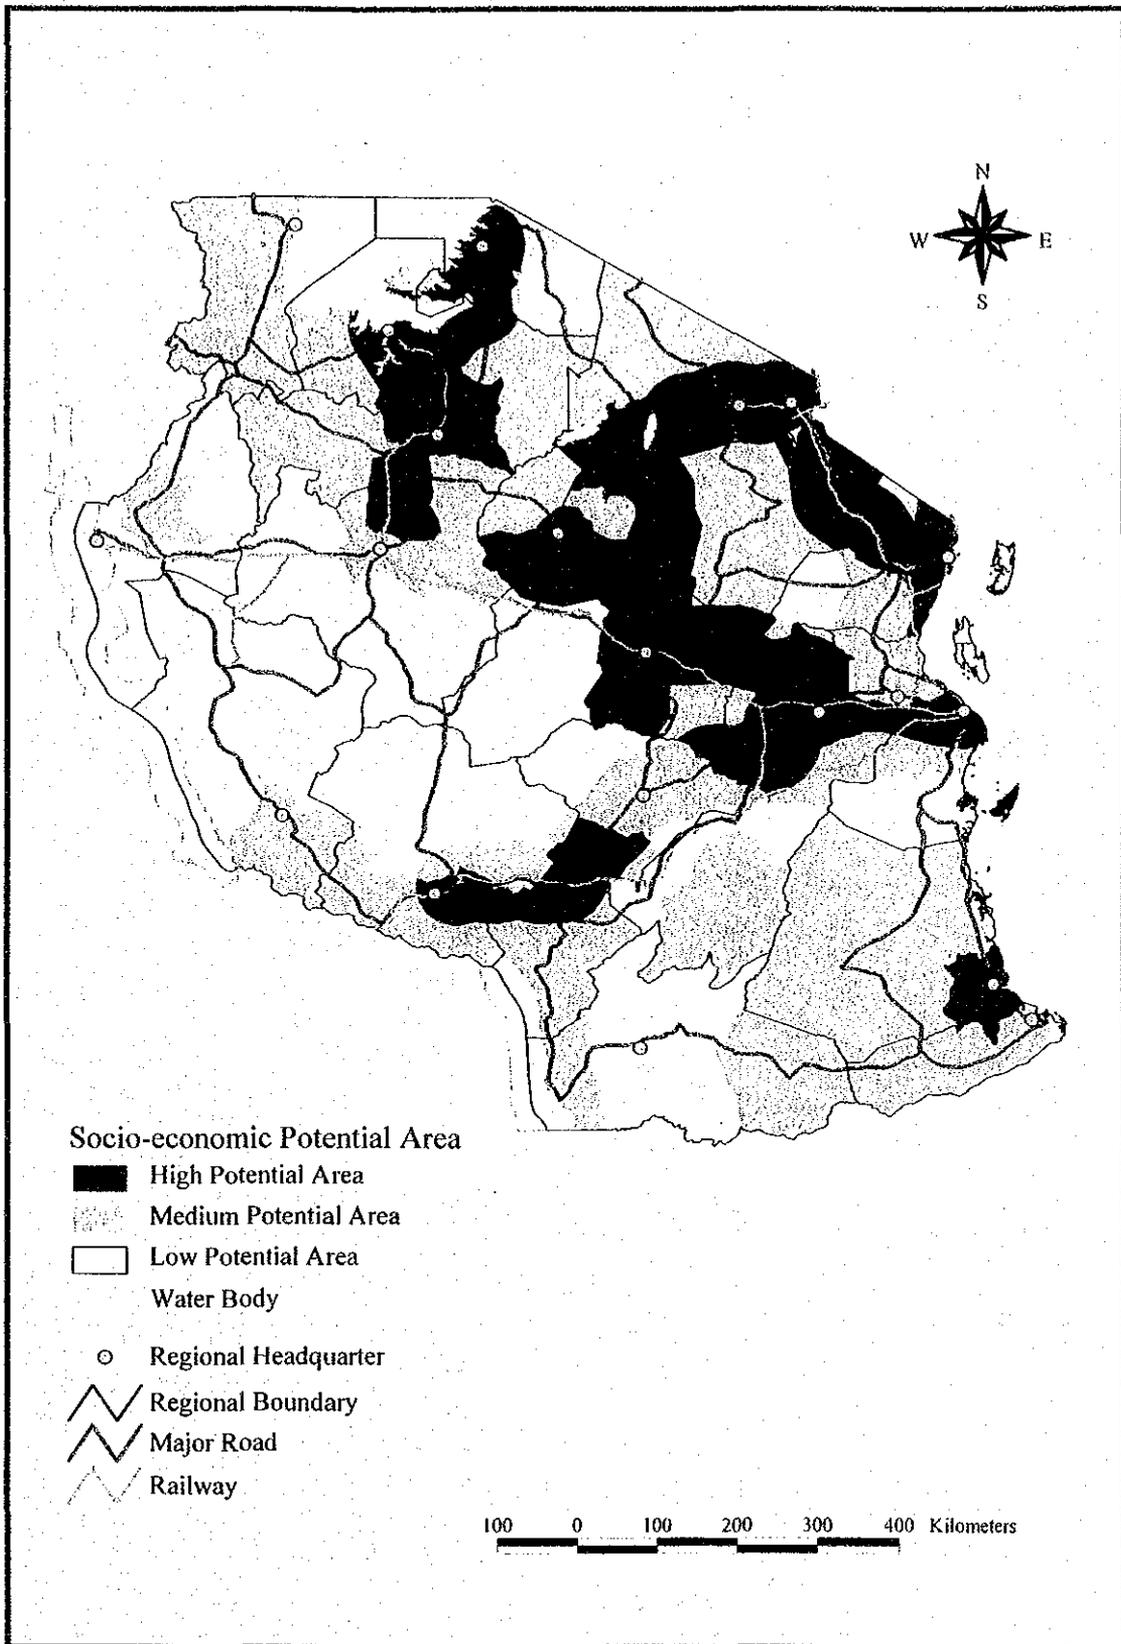 N
W E
S
Socio-economic Potential Area
High Potential Area
Medium Potential Area
Low Potential Area
Water Body
Regional Headquarter
Regional Boundary
Major Road
Railway
100 0 100 200 300 400 Kilometers